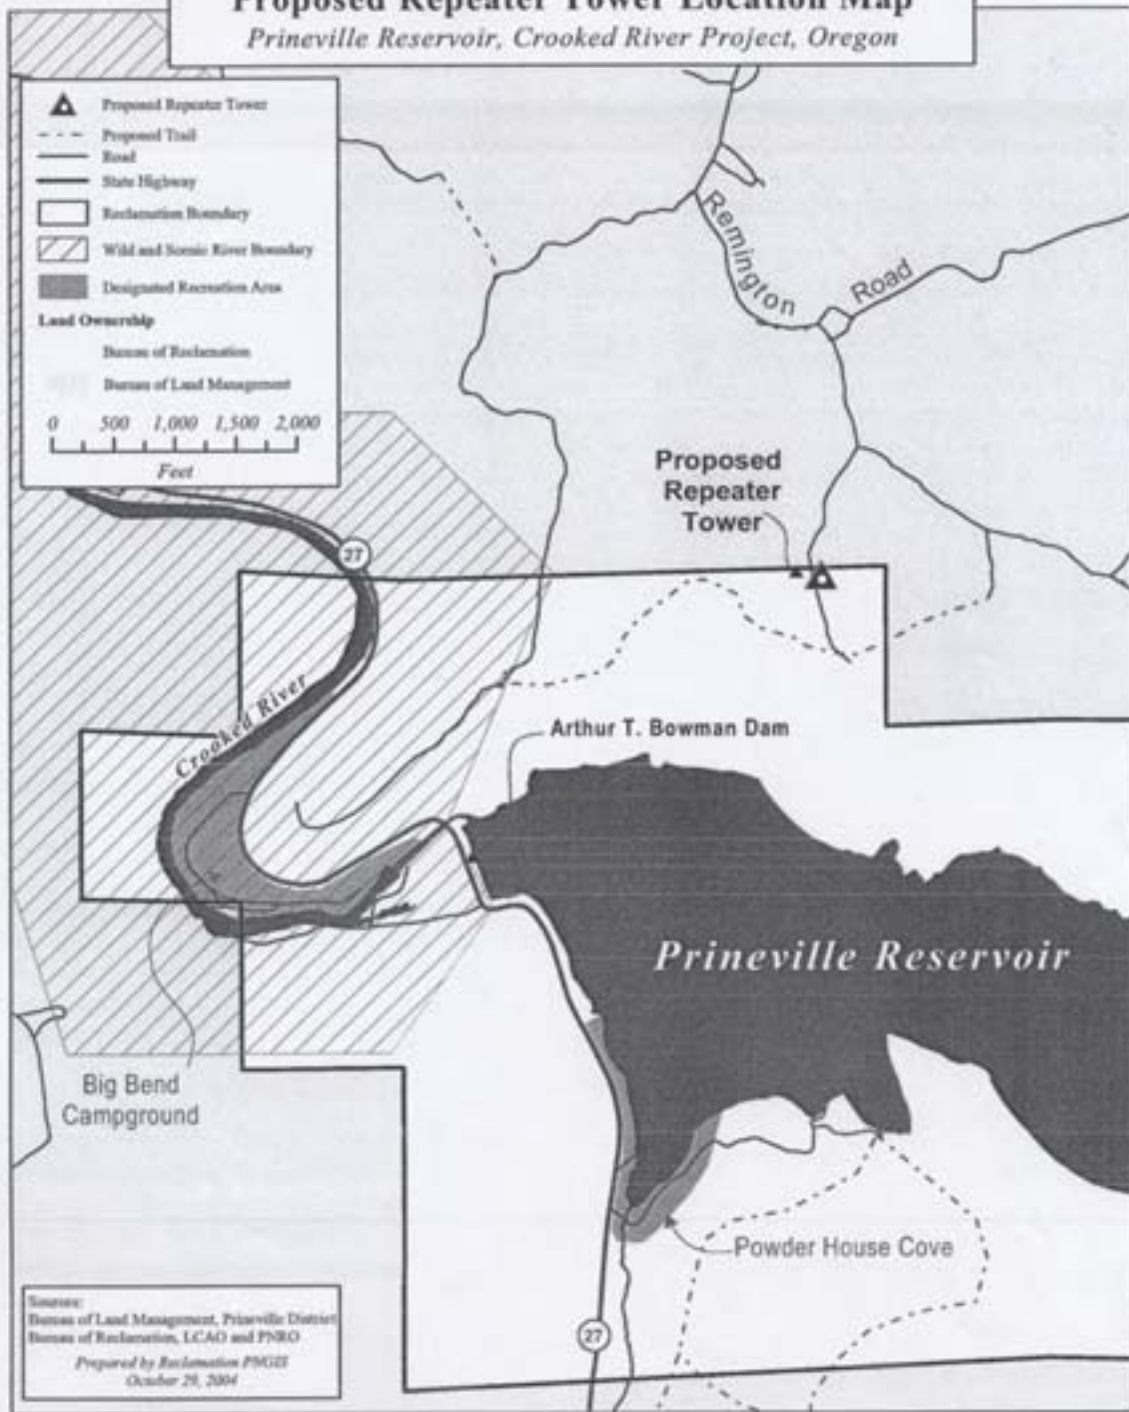 Proposed Repeater Tower Location Map
Prineville Reservoir, Crooked River Project, Oregon
Proposed Repeater Tower
Proposed Trail
Road
State Highway
Reclamation Boundary
Wild and Scenic River Boundary
Designated Recreation Area
Land Ownership
Bureau of Reclamation
Bureau of Land Management
0 500 1,000 1,500 2,000
Feet
Remington
Road
Proposed
Repeater
Tower
27
Crooked River
Arthur T. Bowman Dam
Prineville Reservoir
Big Bend
Campground
Powder House Cove
27
Sources:
Bureau of Land Management, Prineville District
Bureau of Reclamation, LCAO and PNRO
Prepared by Reclamation PNGIS
October 29, 2004